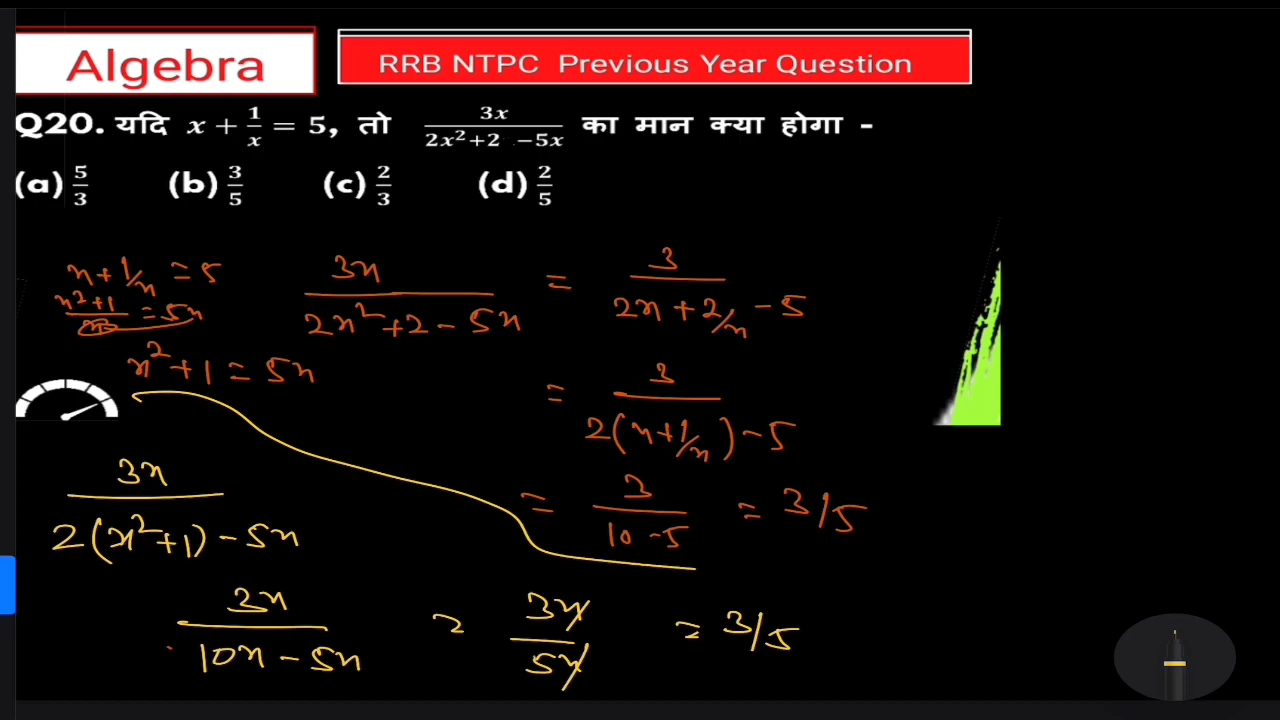 Algebra
RRB NTPC Previous Year Question
Q20. यदि x + 1/x = 5, तो 3x/(2x²+2 -5x) का मान क्या होगा -
(a) 5/3 (b) 3/5 (c) 2/3 (d) 2/5
x + 1/x = 5
x²+1 = 5x
x² + 1 = 5x
3x/(2x² + 2 - 5x) = 3/(2x + 2/x - 5)
= 3/(2(x + 1/x) - 5)
= 3/(10 - 5) = 3/5
3x/(2(x²+1) - 5x)
3x/(10x - 5x) = 3x/5x = 3/5